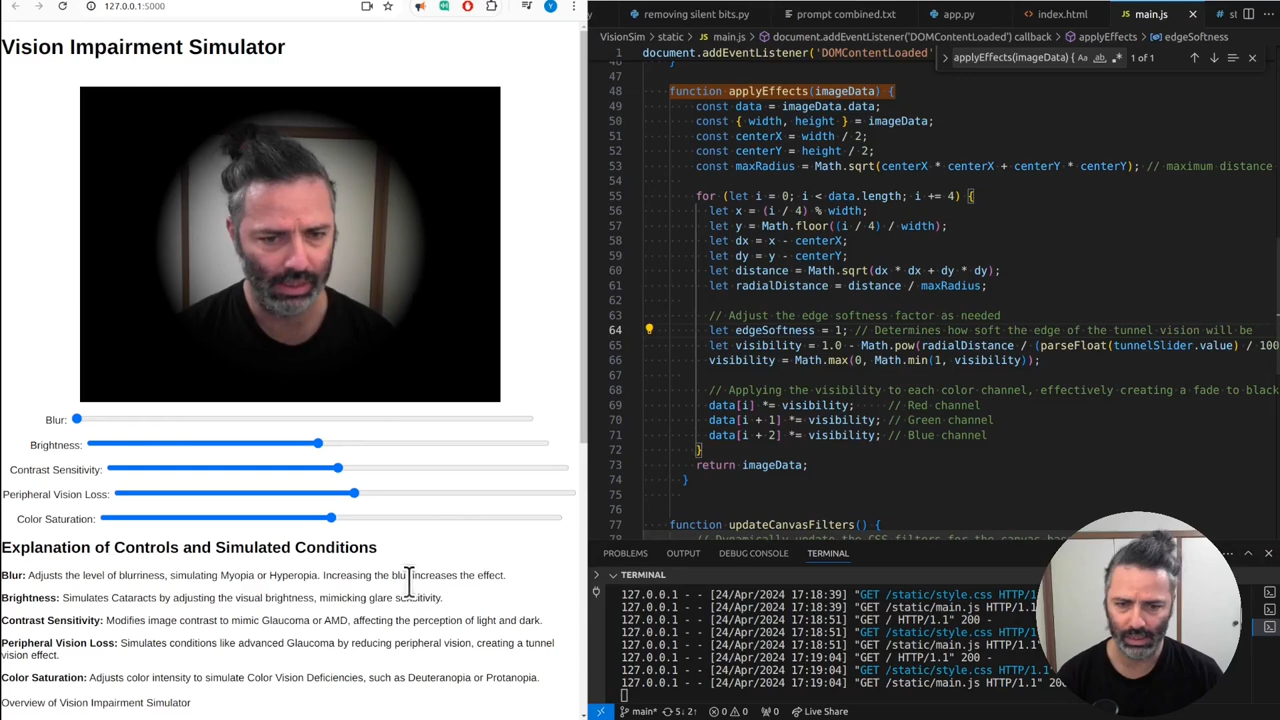 127.0.0.1:5000
Y
Vision Impairment Simulator
Blur:
Brightness:
Contrast Sensitivity:
Peripheral Vision Loss:
Color Saturation:
Explanation of Controls and Simulated Conditions
Blur: Adjusts the level of blurriness, simulating Myopia or Hyperopia. Increasing the blur increases the effect.
Brightness: Simulates Cataracts by adjusting the visual brightness, mimicking glare sensitivity.
Contrast Sensitivity: Modifies image contrast to mimic Glaucoma or AMD, affecting the perception of light and dark.
Peripheral Vision Loss: Simulates conditions like advanced Glaucoma by reducing peripheral vision, creating a tunnel
vision effect.
Color Saturation: Adjusts color intensity to simulate Color Vision Deficiencies, such as Deuteranopia or Protanopia.
Overview of Vision Impairment Simulator
removing silent bits.py
prompt combined.txt
app.py
index.html
JS main.js
# st
VisionSim > static > JS main.js > document.addEventListener('DOMContentLoaded') callback > applyEffects > edgeSoftness
applyEffects(imageData) { Aa ab .* 1 of 1
1 document.addEventListener('DOMContentLoaded'
46 }
47
48 function applyEffects(imageData) {
49 const data = imageData.data;
50 const { width, height } = imageData;
51 const centerX = width / 2;
52 const centerY = height / 2;
53 const maxRadius = Math.sqrt(centerX * centerX + centerY * centerY); // maximum distance
54
55 for (let i = 0; i < data.length; i += 4) {
56 let x = (i / 4) % width;
57 let y = Math.floor((i / 4) / width);
58 let dx = x - centerX;
59 let dy = y - centerY;
60 let distance = Math.sqrt(dx * dx + dy * dy);
61 let radialDistance = distance / maxRadius;
62
63 // Adjust the edge softness factor as needed
64 let edgeSoftness = 1; // Determines how soft the edge of the tunnel vision will be
65 let visibility = 1.0 - Math.pow(radialDistance / (parseFloat(tunnelSlider.value) / 100
66 visibility = Math.max(0, Math.min(1, visibility));
67
68 // Applying the visibility to each color channel, effectively creating a fade to black
69 data[i] *= visibility; // Red channel
70 data[i + 1] *= visibility; // Green channel
71 data[i + 2] *= visibility; // Blue channel
72 }
73 return imageData;
74 }
75
76
77 function updateCanvasFilters() {
// Dynamically update the CSS filters for the canvas
PROBLEMS OUTPUT DEBUG CONSOLE TERMINAL
TERMINAL
127.0.0.1 - - [24/Apr/2024 17:18:39] "GET /static/style.css HTTP/1.1"
127.0.0.1 - - [24/Apr/2024 17:18:39] "GET /static/main.js HTTP/1.1"
127.0.0.1 - - [24/Apr/2024 17:18:51] "GET / HTTP/1.1" 200 -
127.0.0.1 - - [24/Apr/2024 17:18:51] "GET /static/style.css HTTP/1.
127.0.0.1 - - [24/Apr/2024 17:18:51] "GET /static/main.js HTTP/1.1
127.0.0.1 - - [24/Apr/2024 17:19:04] "GET / HTTP/1.1" 200 -
127.0.0.1 - - [24/Apr/2024 17:19:04] "GET /static/style.css HTTP/1.1
127.0.0.1 - - [24/Apr/2024 17:19:04] "GET /static/main.js HTTP/1.1" 200
main* 5↓ 2↑ 0 0 0 Live Share